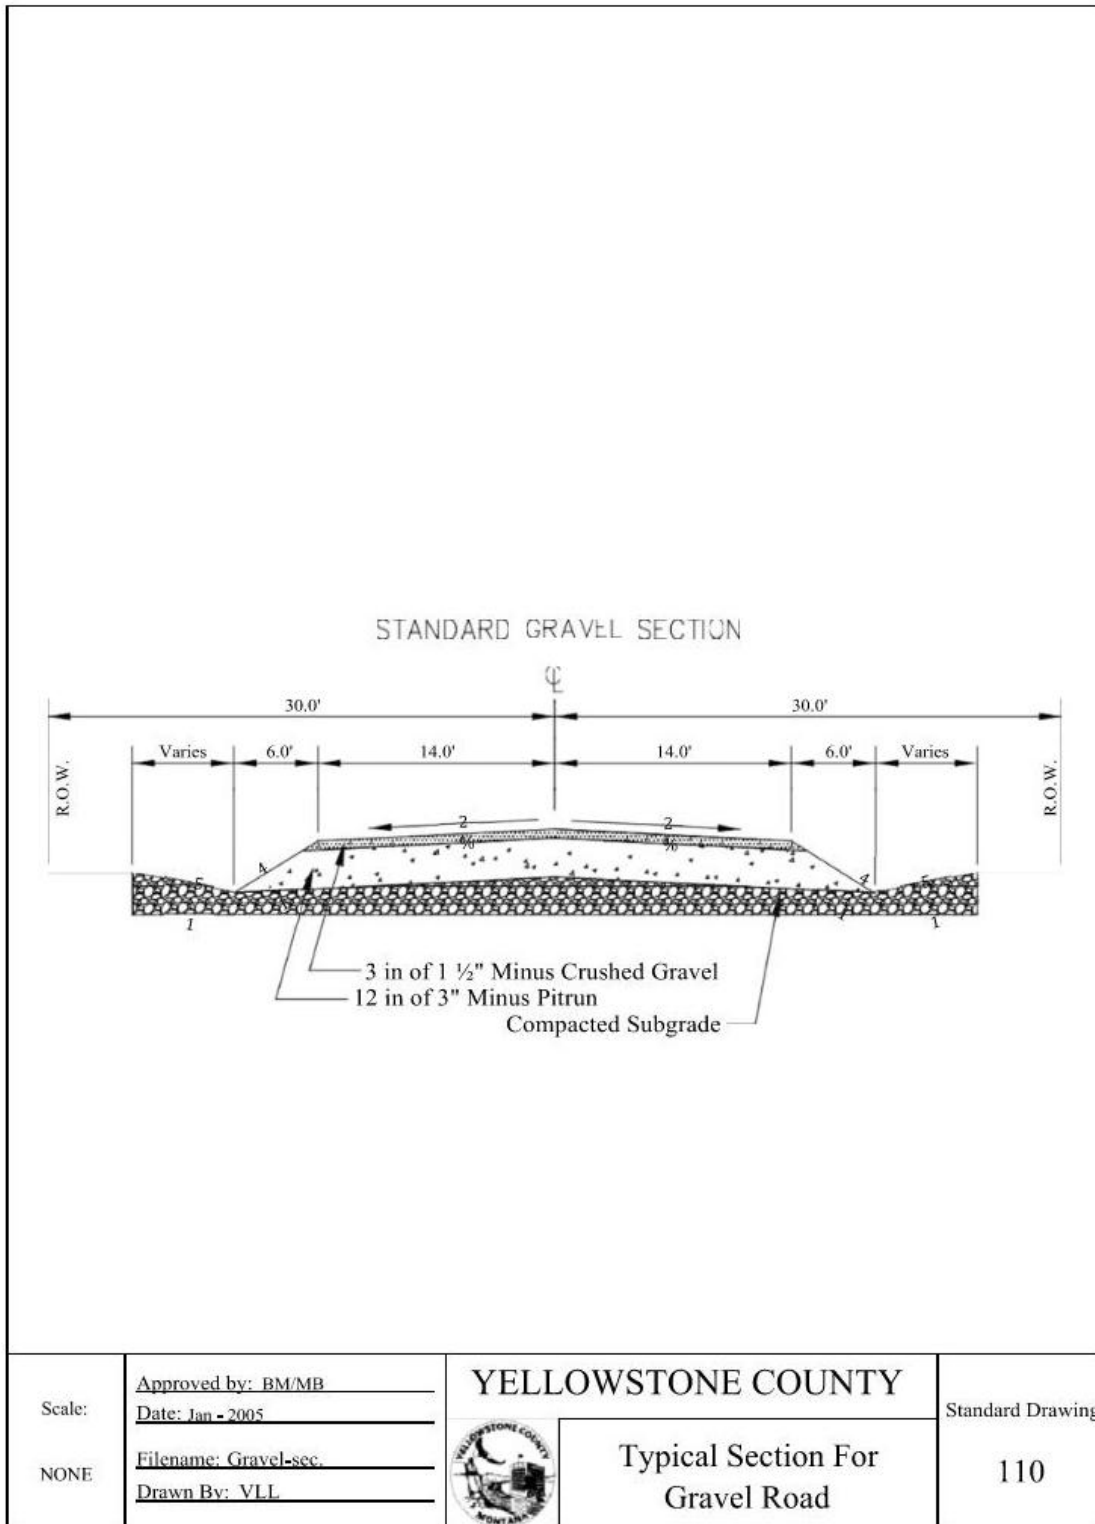 STANDARD GRAVEL SECTION
℄
30.0' 30.0'
Varies 6.0' 14.0' 14.0' 6.0' Varies
R.O.W. R.O.W.
2 2
% %
4 4
5 5
1 1 1
3 in of 1 ½" Minus Crushed Gravel
12 in of 3" Minus Pitrun
Compacted Subgrade
Scale:
NONE
Approved by: BM/MB
Date: Jan - 2005
Filename: Gravel-sec.
Drawn By: VLL
YELLOWSTONE COUNTY
YELLOWSTONE COUNTY
MONTANA
Typical Section For
Gravel Road
Standard Drawing
110